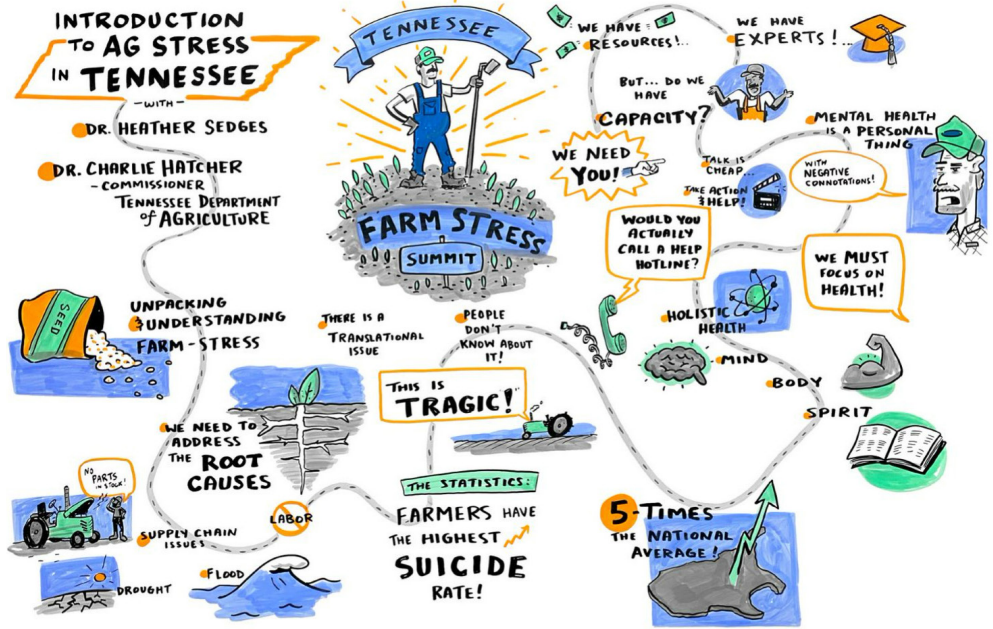 INTRODUCTION
TO AG STRESS
IN TENNESSEE
- WITH -
DR. HEATHER SEDGES
DR. CHARLIE HATCHER
- COMMISSIONER
TENNESSEE DEPARTMENT
of AGRICULTURE
TENNESSEE
FARM STRESS
SUMMIT
SEED
UNPACKING
& UNDERSTANDING
FARM-STRESS
WE NEED TO
ADDRESS
THE ROOT
CAUSES
NO
PARTS
IN STOCK!
SUPPLY CHAIN
ISSUES
DROUGHT
FLOOD
LABOR
THERE IS A
TRANSLATIONAL
ISSUE
PEOPLE
DON'T
KNOW ABOUT
IT!
THIS IS
TRAGIC!
THE STATISTICS:
FARMERS HAVE
THE HIGHEST
SUICIDE
RATE!
5-TIMES
THE NATIONAL
AVERAGE!
WE HAVE
RESOURCES!..
WE HAVE
EXPERTS!..
BUT... DO WE
HAVE
CAPACITY?
WE NEED
YOU!
TALK IS
CHEAP...
TAKE ACTION
& HELP!
MENTAL HEALTH
IS A PERSONAL
THING
WITH
NEGATIVE
CONNOTATIONS!
WOULD YOU
ACTUALLY
CALL A HELP
HOTLINE?
WE MUST
FOCUS ON
HEALTH!
HOLISTIC
HEALTH
MIND
BODY
SPIRIT